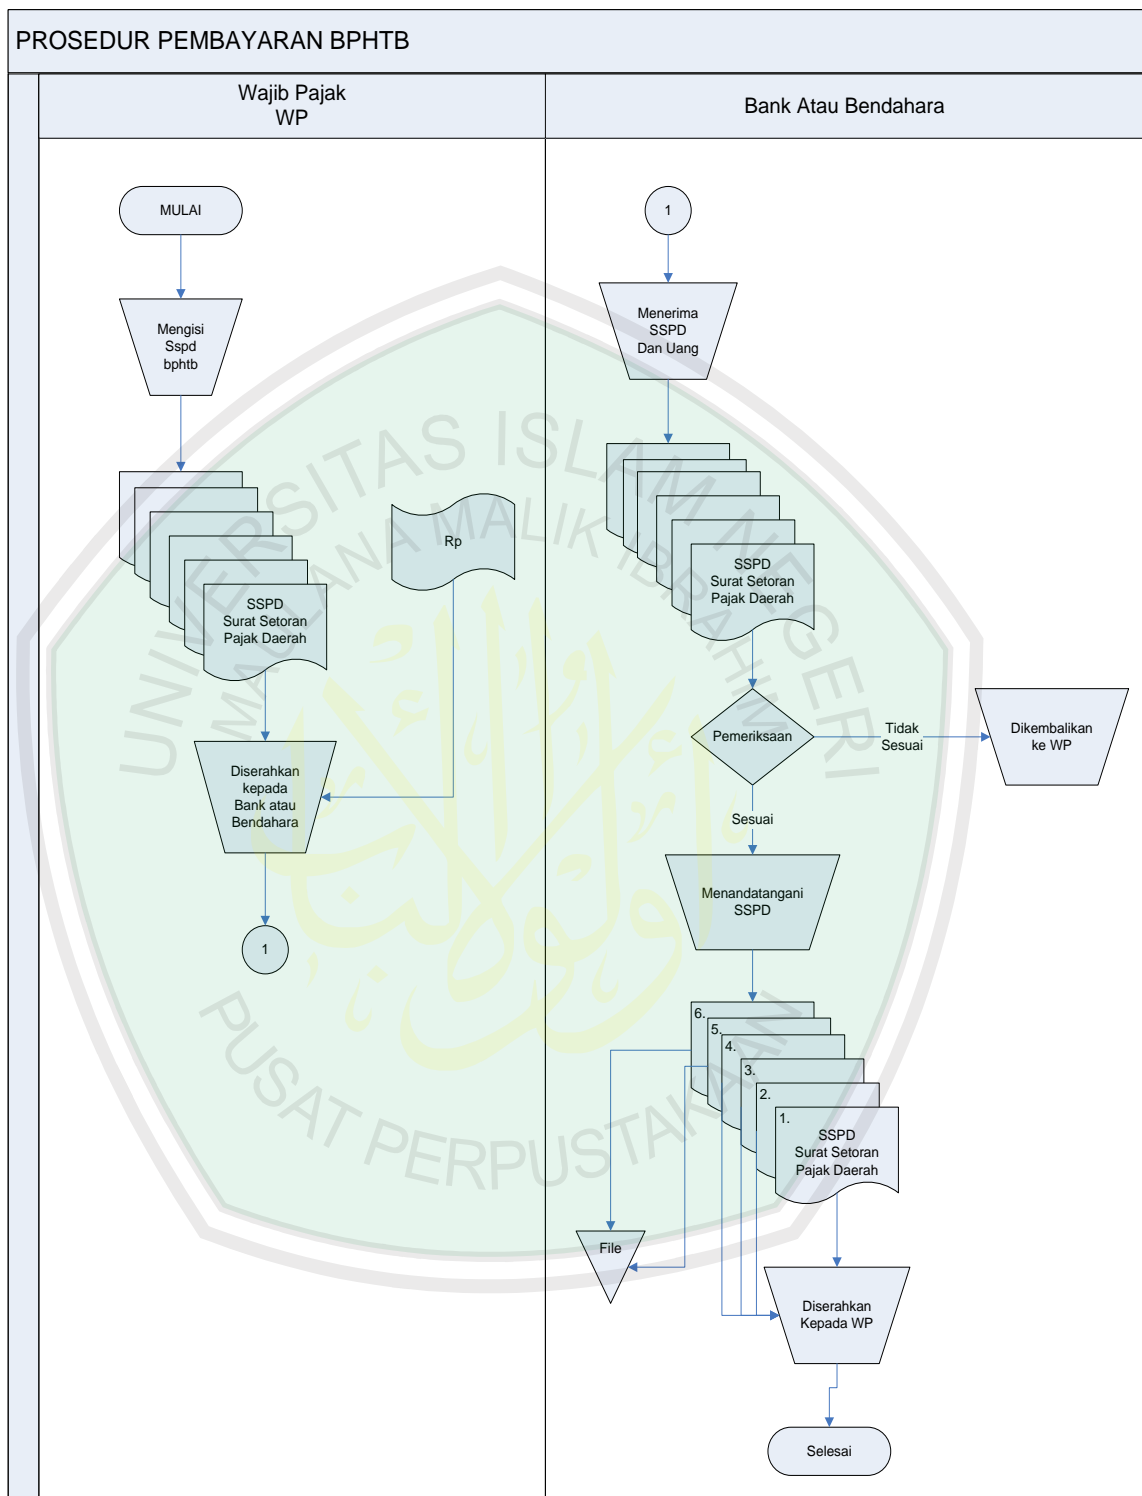 PROSEDUR PEMBAYARAN BPHTB
Wajib Pajak
WP
Bank Atau Bendahara
MULAI
Mengisi
Sspd
bphtb
SSPD
Surat Setoran
Pajak Daerah
Rp
Diserahkan
kepada
Bank atau
Bendahara
1
1
Menerima
SSPD
Dan Uang
SSPD
Surat Setoran
Pajak Daerah
Pemeriksaan
Tidak
Sesuai
Dikembalikan
ke WP
Sesuai
Menandatangani
SSPD
6.
5.
4.
3.
2.
1.
SSPD
Surat Setoran
Pajak Daerah
File
Diserahkan
Kepada WP
Selesai
UNIVERSITAS ISLAM NEGERI
MAULANA MALIK IBRAHIM
PUSAT PERPUSTAKAAN